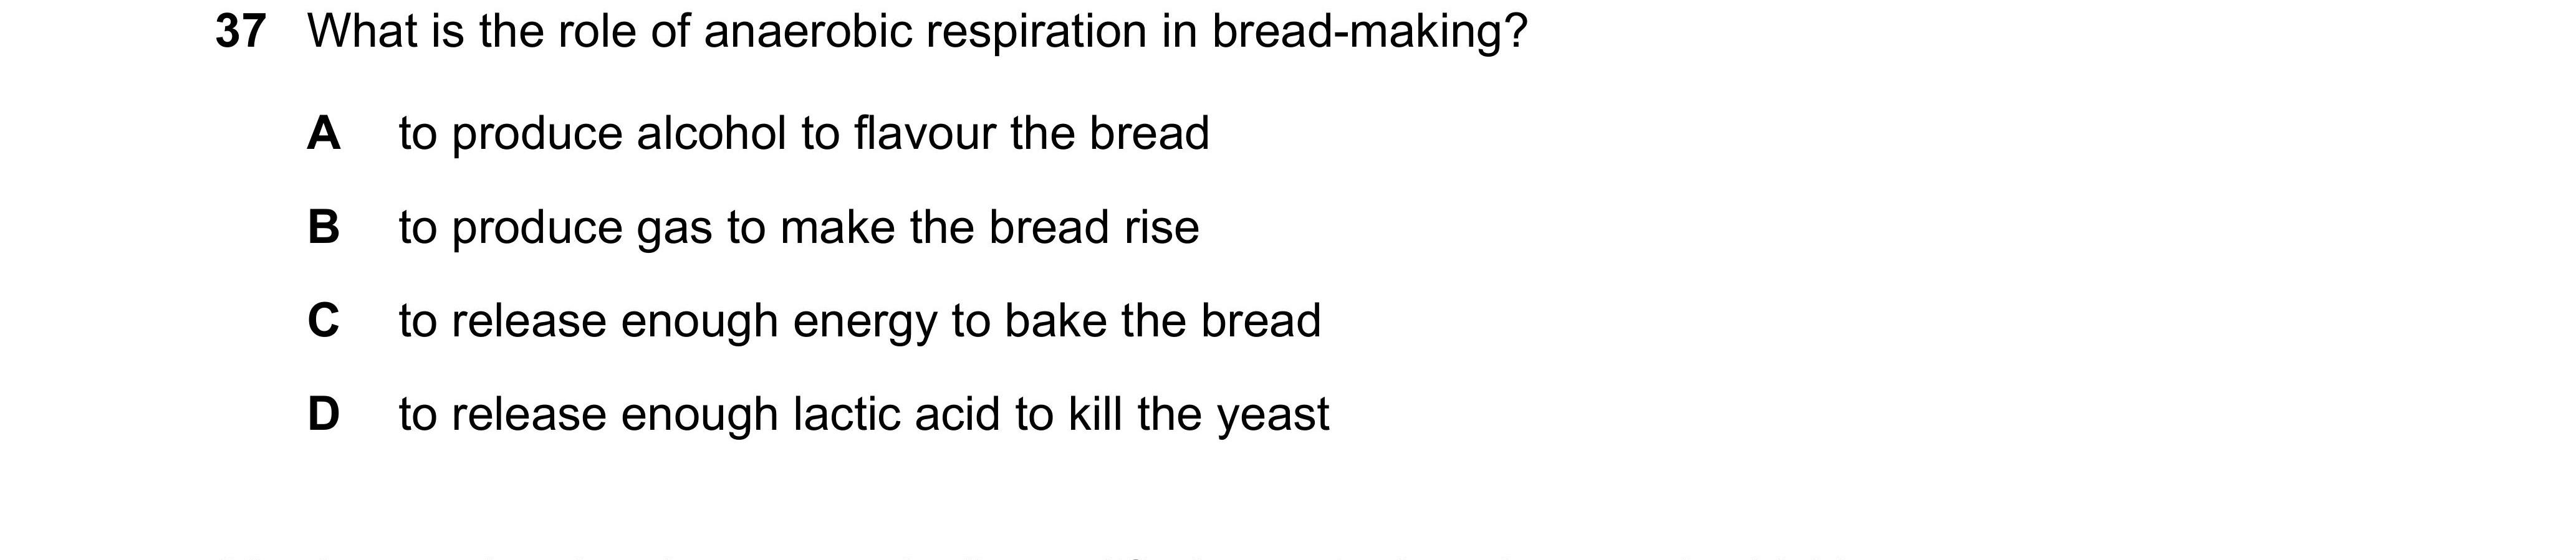 37 What is the role of anaerobic respiration in bread-making?
A to produce alcohol to flavour the bread
B to produce gas to make the bread rise
C to release enough energy to bake the bread
D to release enough lactic acid to kill the yeast